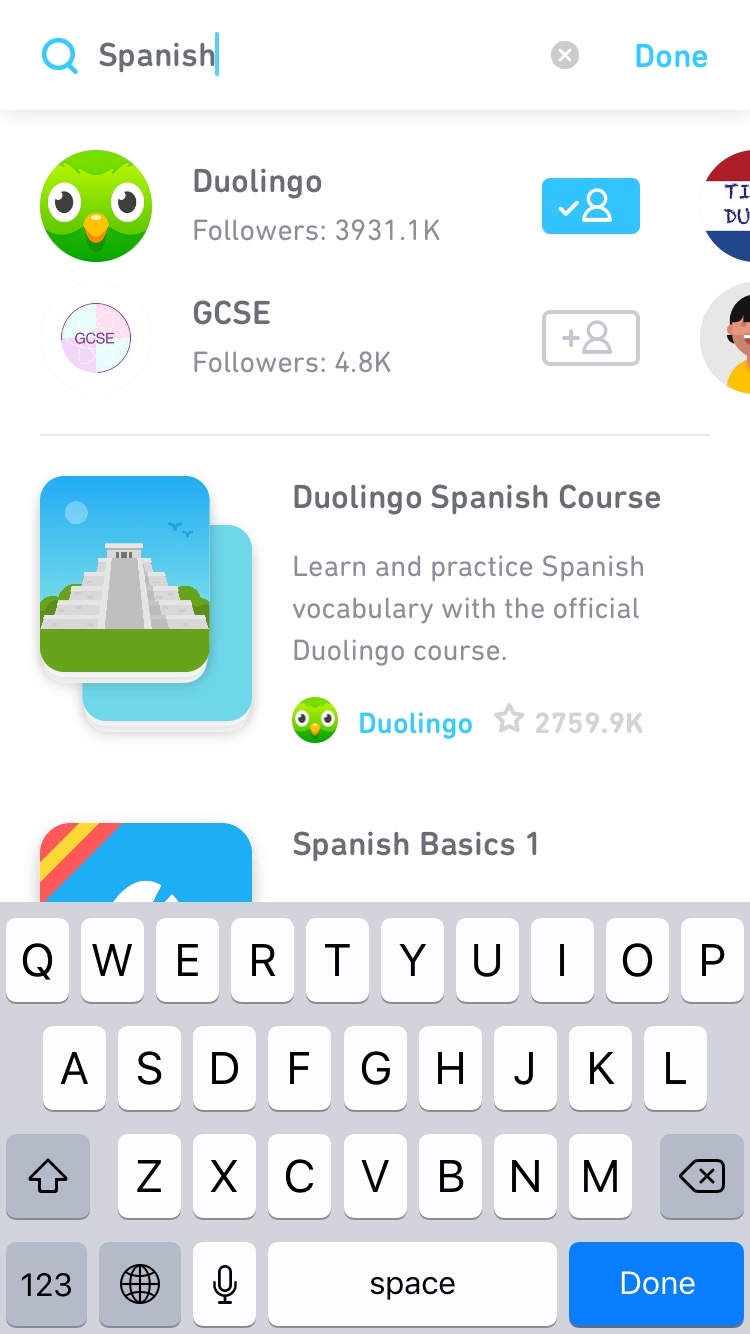 Spanish
Done
Duolingo
Followers: 3931.1K
TI
DU
GCSE
GCSE
Followers: 4.8K
Duolingo Spanish Course
Learn and practice Spanish
vocabulary with the official
Duolingo course.
Duolingo 2759.9K
Spanish Basics 1
Q W E R T Y U I O P
A S D F G H J K L
Z X C V B N M
123 space Done